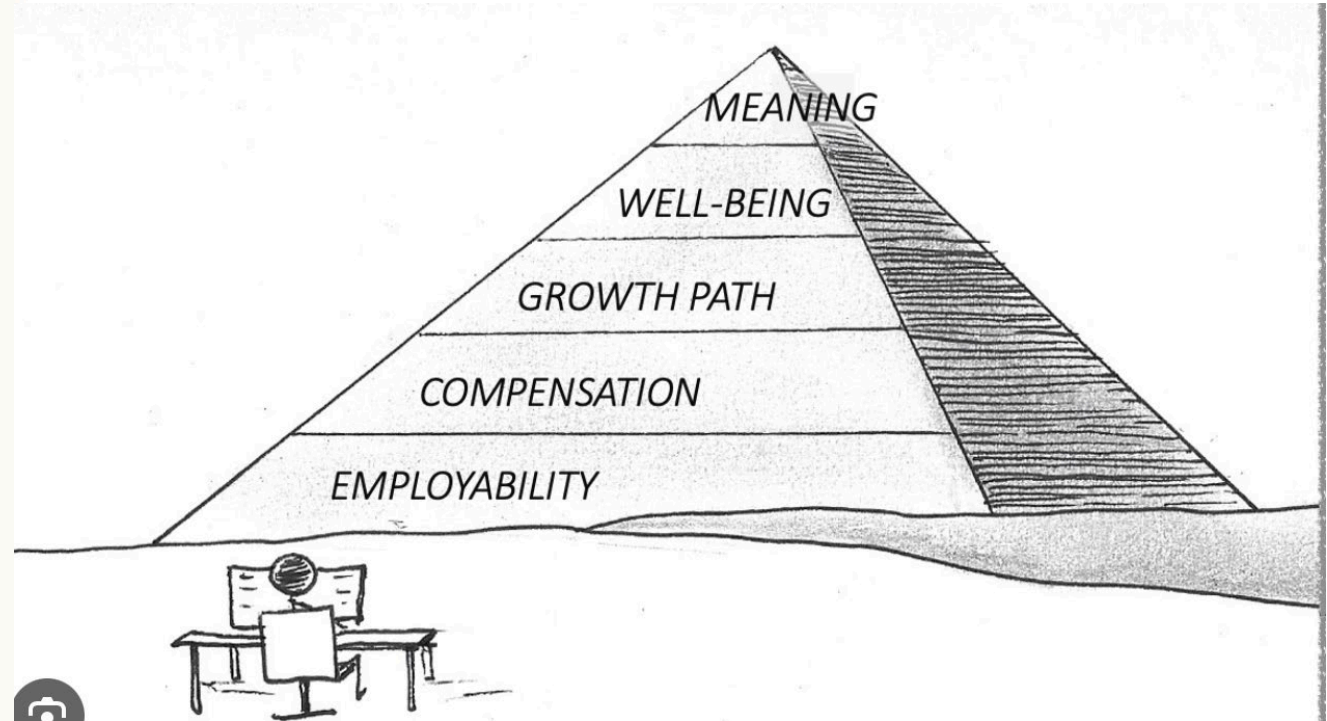 MEANING
WELL-BEING
GROWTH PATH
COMPENSATION
EMPLOYABILITY